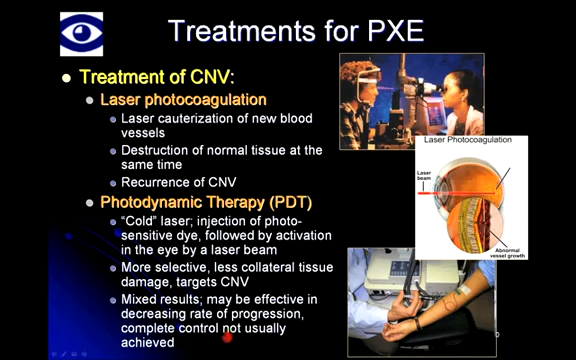 Treatments for PXE
Treatment of CNV:
Laser photocoagulation
Laser cauterization of new blood
vessels
Destruction of normal tissue at the
same time
Recurrence of CNV
Photodynamic Therapy (PDT)
“Cold” laser; injection of photo-
sensitive dye, followed by activation
in the eye by a laser beam
More selective, less collateral tissue
damage, targets CNV
Mixed results; may be effective in
decreasing rate of progression,
complete control not usually
achieved
Laser Photocoagulation
Laser
beam
Abnormal
vessel growth